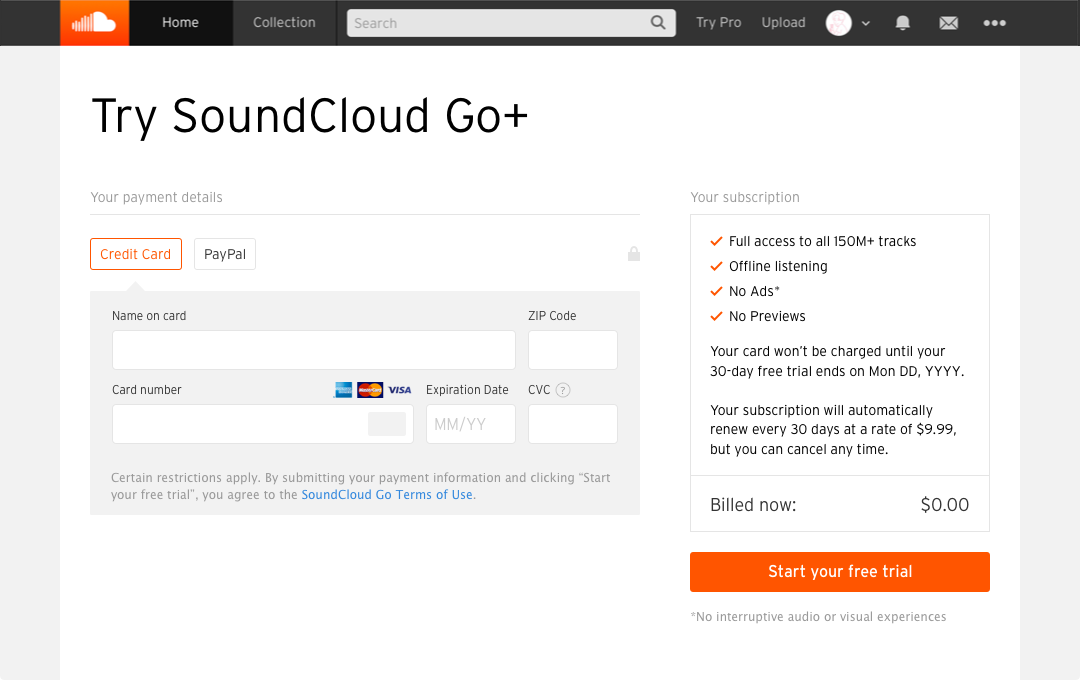 Home
Collection
Search
Try Pro
Upload
Try SoundCloud Go+
Your payment details
Credit Card
PayPal
Name on card
ZIP Code
Card number
VISA
Expiration Date
CVC ?
MM/YY
Certain restrictions apply. By submitting your payment information and clicking “Start
your free trial”, you agree to the SoundCloud Go Terms of Use.
Your subscription
Full access to all 150M+ tracks
Offline listening
No Ads*
No Previews
Your card won’t be charged until your
30-day free trial ends on Mon DD, YYYY.
Your subscription will automatically
renew every 30 days at a rate of $9.99,
but you can cancel any time.
Billed now: $0.00
Start your free trial
*No interruptive audio or visual experiences